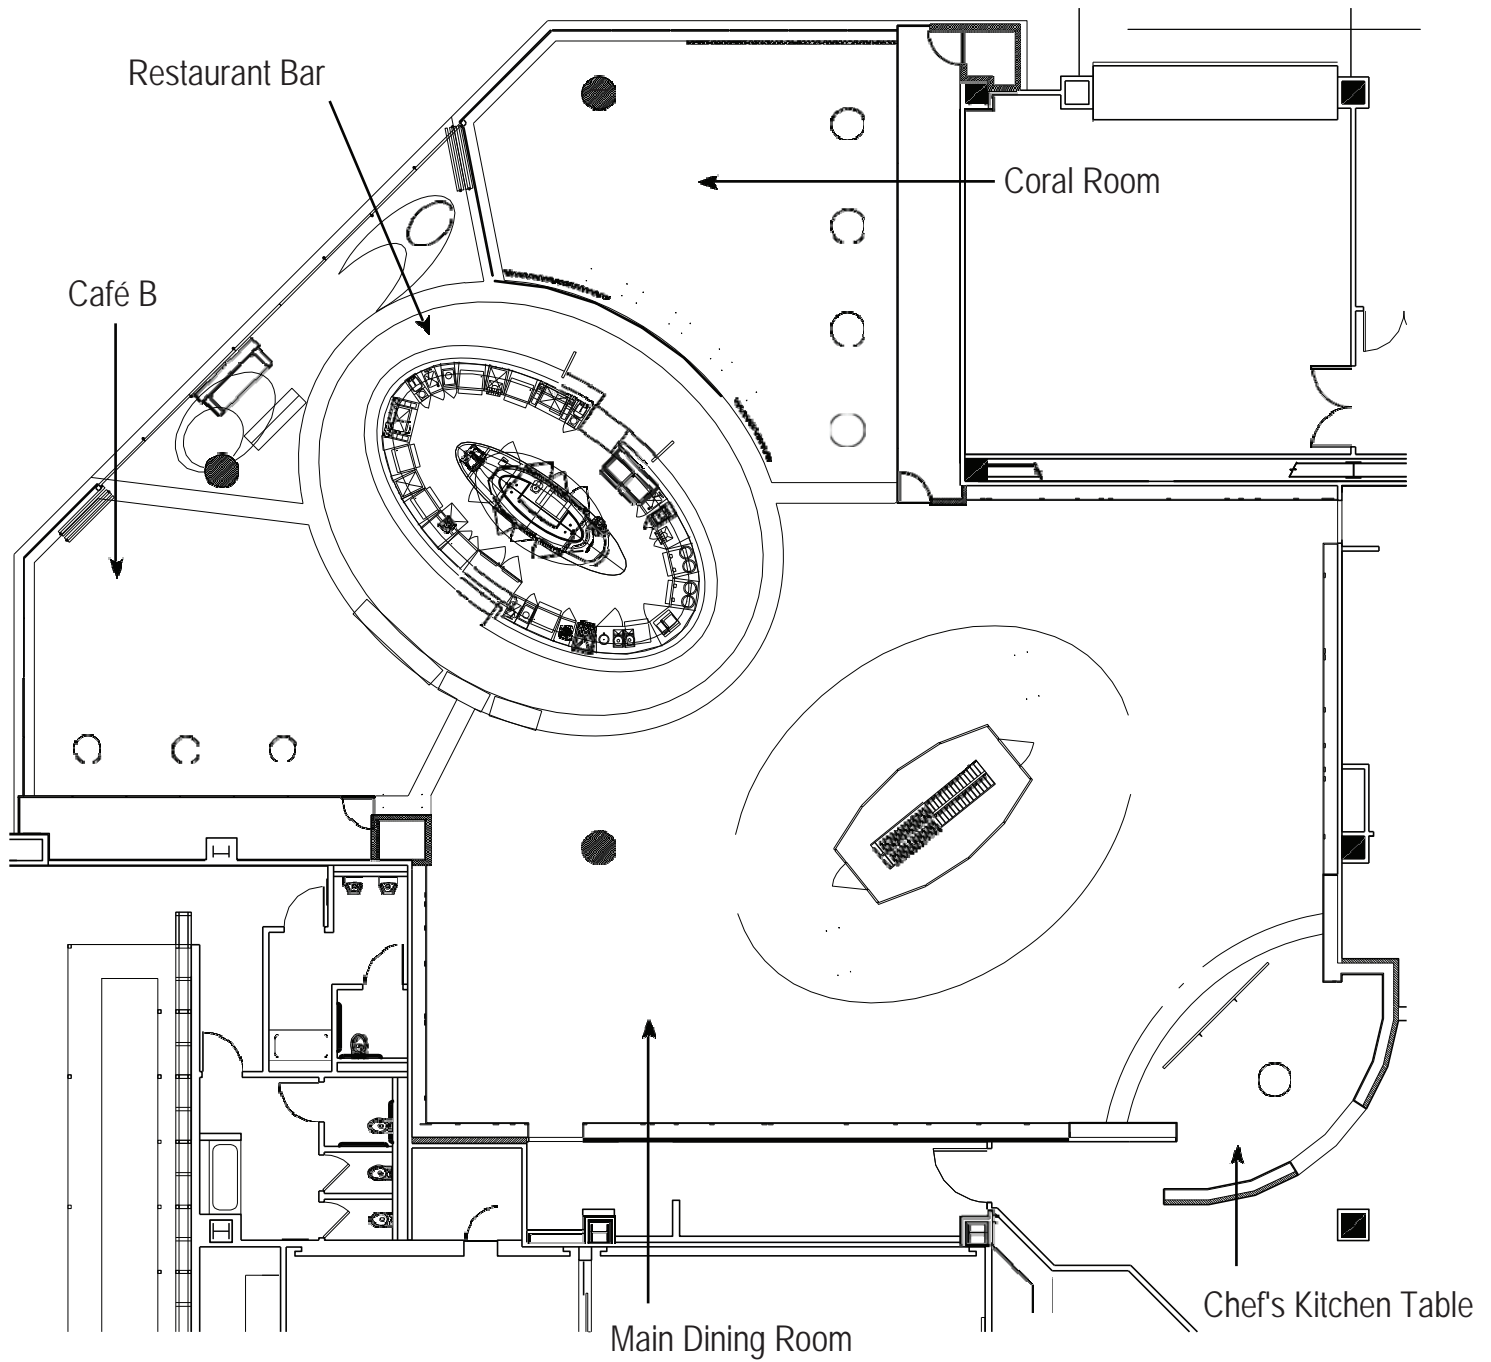 Restaurant Bar
Coral Room
Café B
Chef's Kitchen Table
Main Dining Room